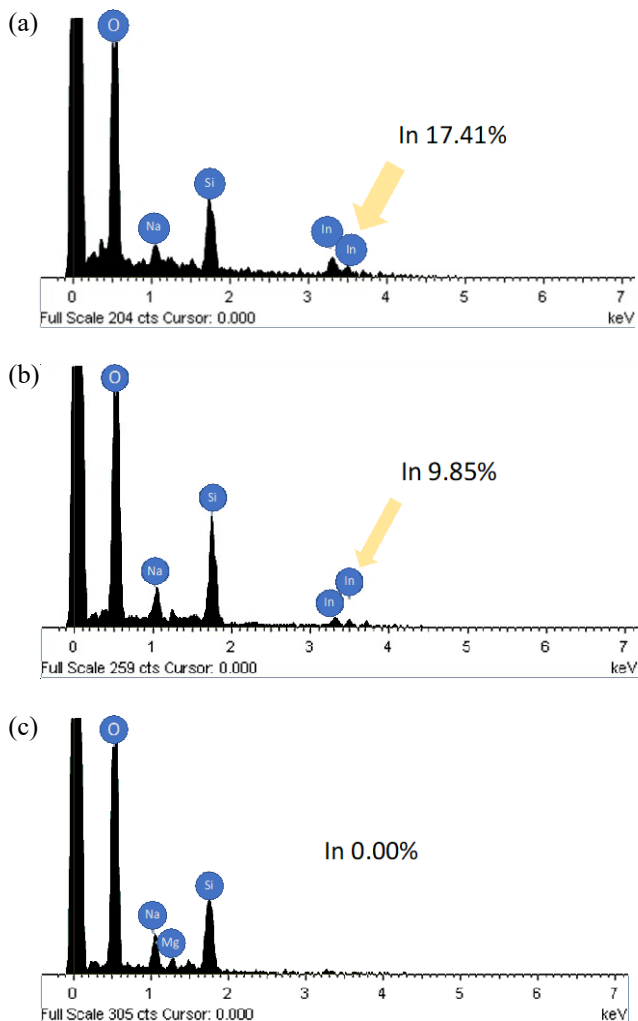 (a)
O
In 17.41%
Si
Na
In
In
0 1 2 3 4 5 6 7
Full Scale 204 cts Cursor: 0.000 keV
(b)
O
In 9.85%
Si
Na
In
In
0 1 2 3 4 5 6 7
Full Scale 259 cts Cursor: 0.000 keV
(c)
O
In 0.00%
Si
Na
Mg
0 1 2 3 4 5 6 7
Full Scale 305 cts Cursor: 0.000 keV